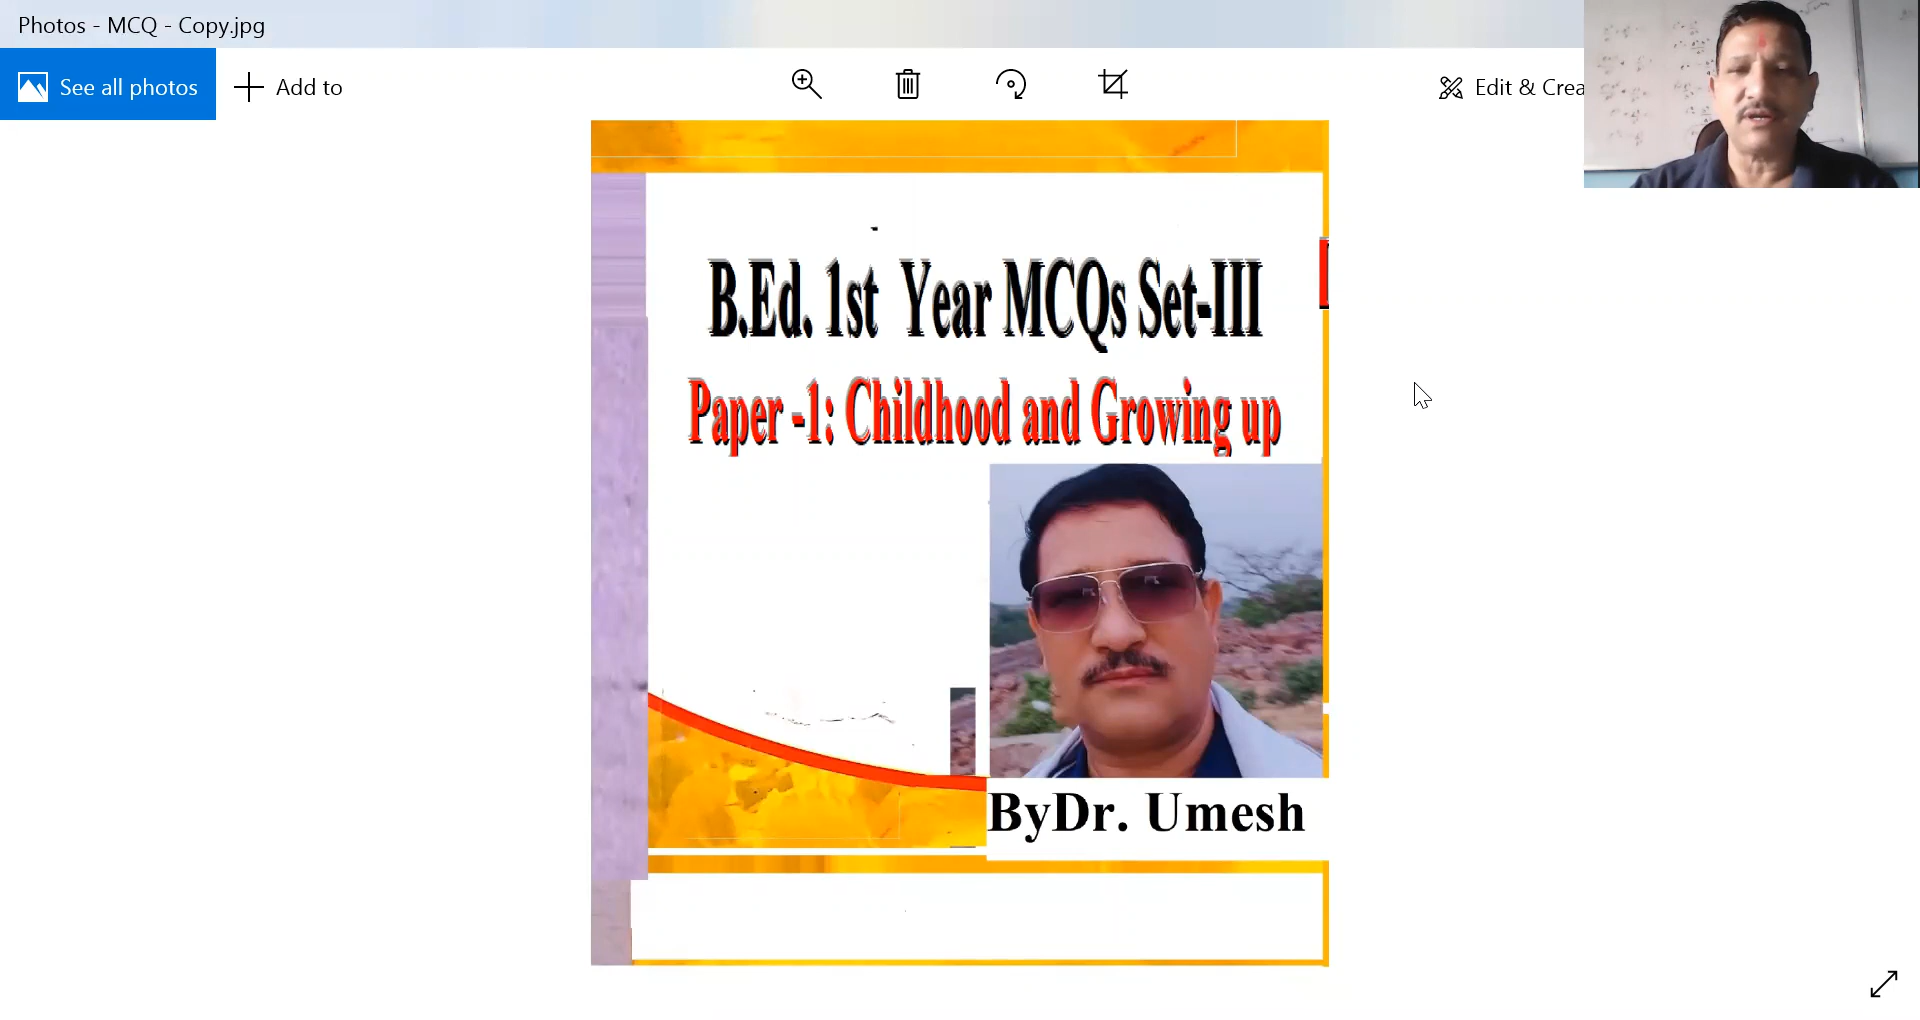 Photos - MCQ - Copy.jpg
See all photos
Add to
Edit & Crea
B.Ed. 1st Year MCQs Set-III
Paper -1: Childhood and Growing up
ByDr. Umesh